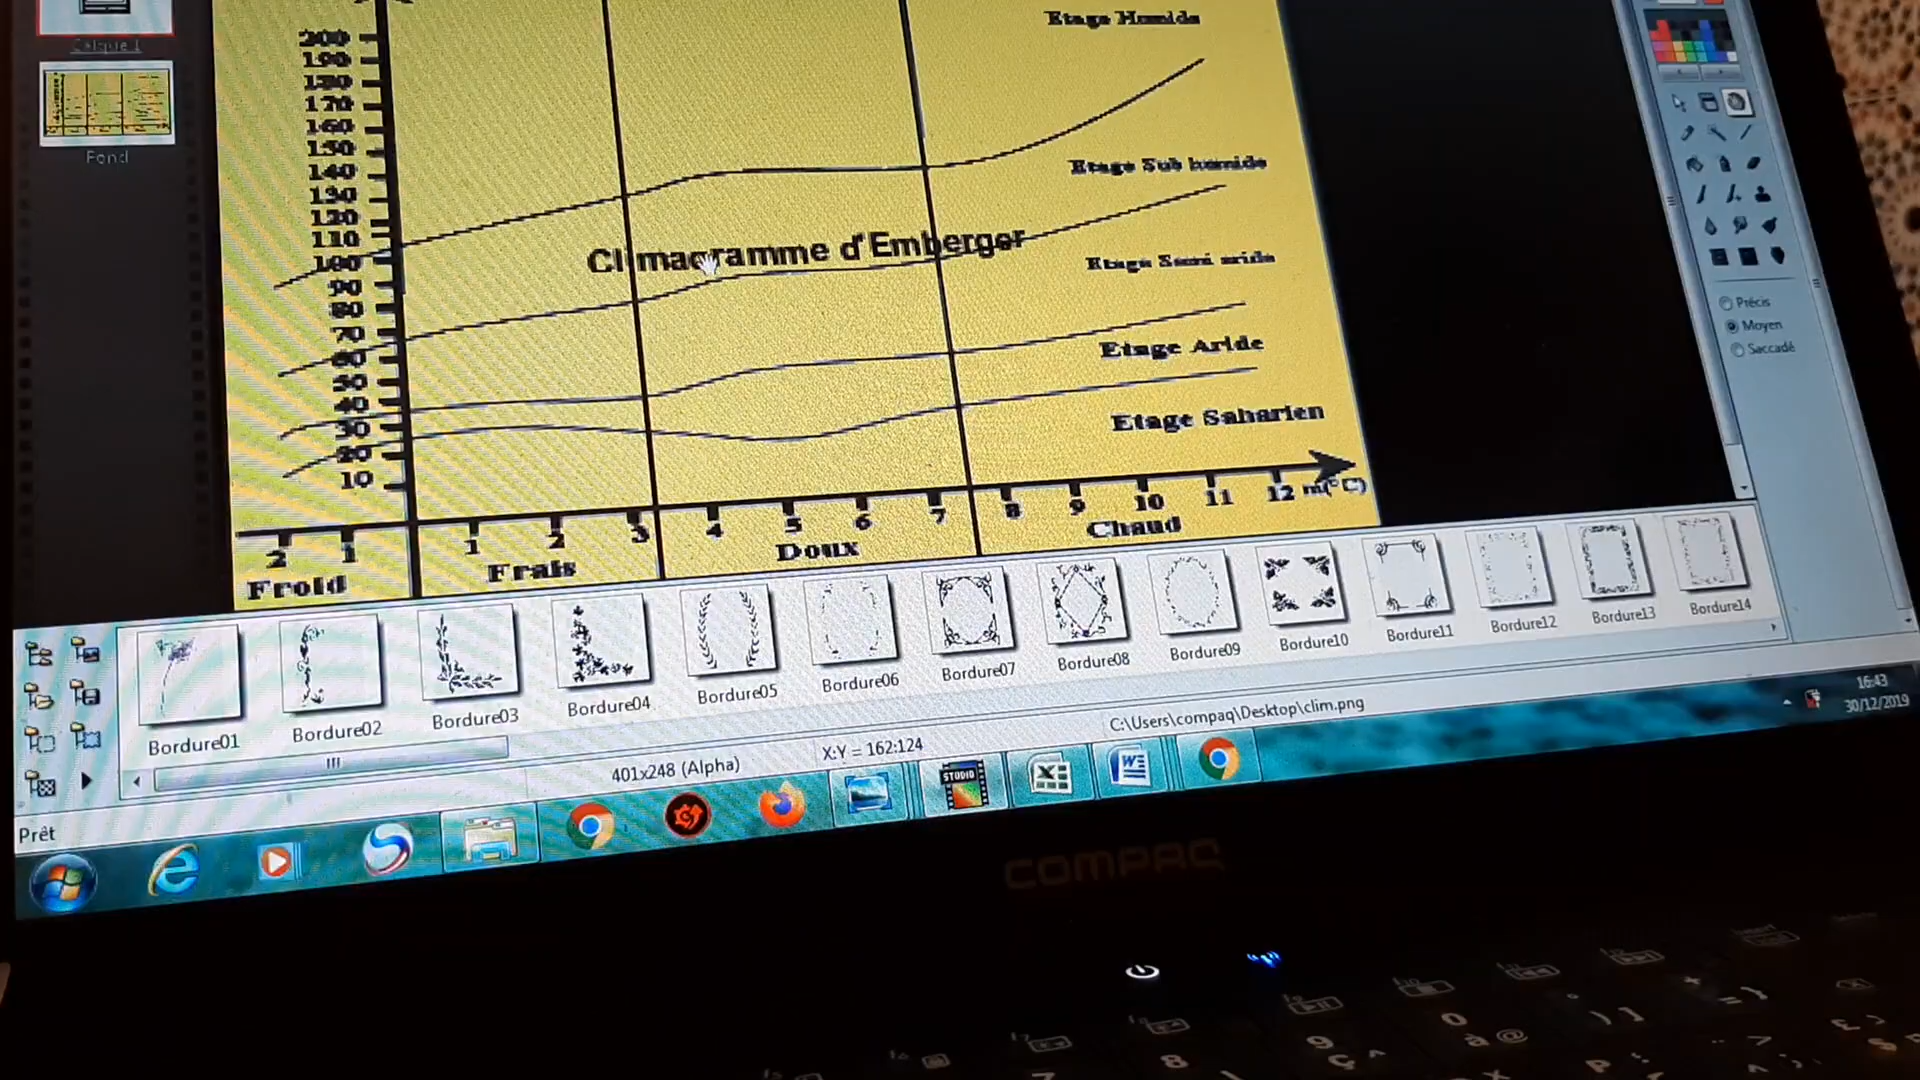 Calque 1
Fond
Etage Humide
200
190
180
170
160
150
140
130
120
110
100
90
80
70
60
50
40
30
20
10
Etage Sub humide
Climagramme d'Emberger
Etage Semi aride
Etage Aride
Etage Saharien
2 1 1 2 3 4 5 6 7 8 9 10 11 12 m(°C)
Froid Frais Doux Chaud
Précis
Moyen
Saccadé
Bordure01 Bordure02 Bordure03 Bordure04 Bordure05 Bordure06 Bordure07 Bordure08 Bordure09 Bordure10 Bordure11 Bordure12 Bordure13 Bordure14
401x248 (Alpha) X:Y = 162:124 C:\Users\compaq\Desktop\clim.png
Prêt
STUDIO
16:43
30/12/2019
COMPAQ